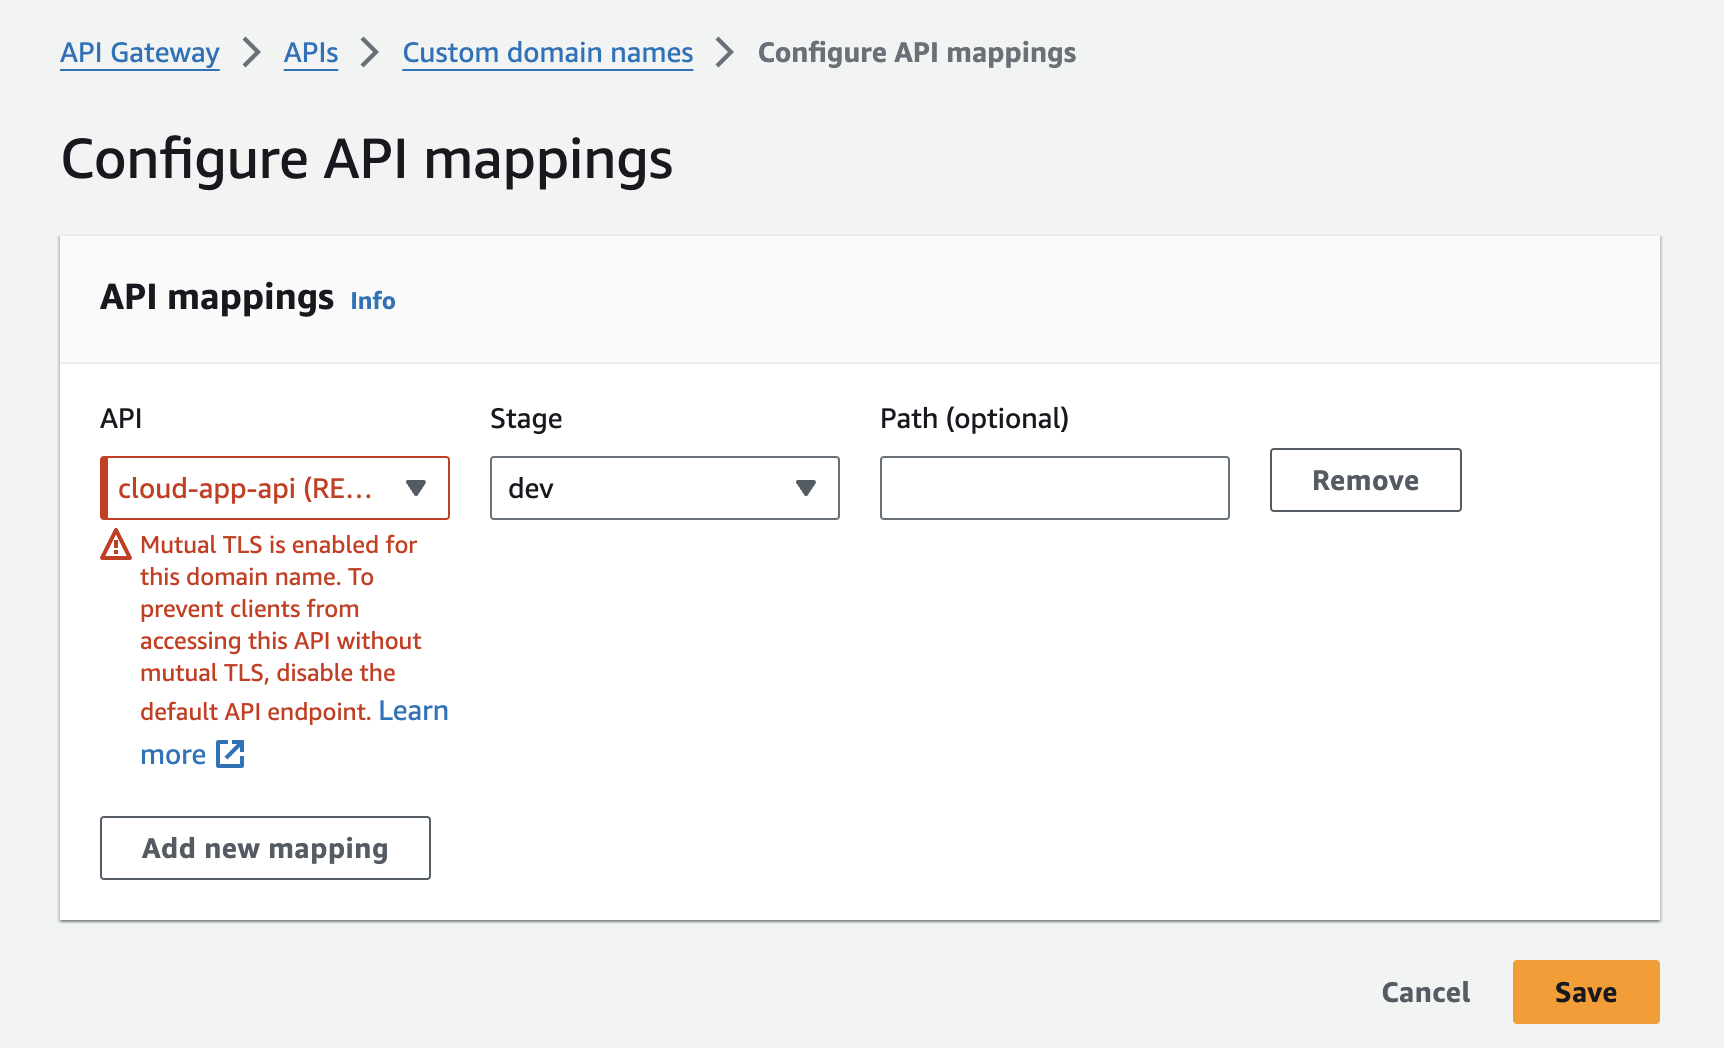 API Gateway > APIs > Custom domain names > Configure API mappings
Configure API mappings
API mappings Info
API Stage Path (optional)
cloud-app-api (RE... dev Remove
Mutual TLS is enabled for
this domain name. To
prevent clients from
accessing this API without
mutual TLS, disable the
default API endpoint. Learn
more
Add new mapping
Cancel Save